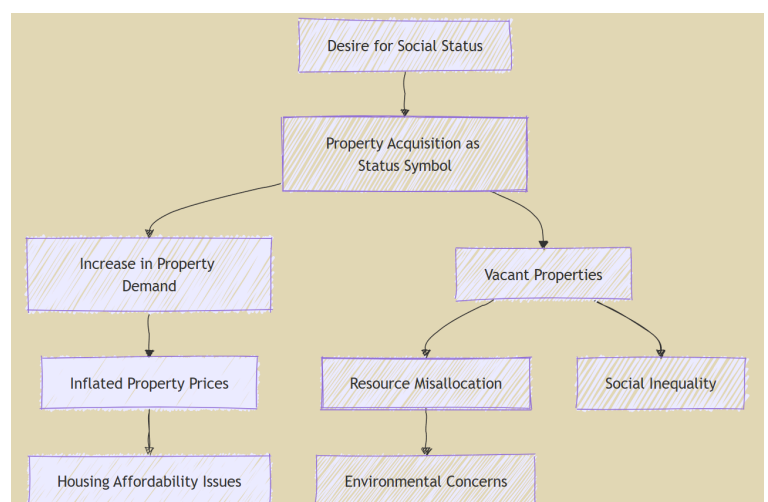 Desire for Social Status
Property Acquisition as
Status Symbol
Increase in Property
Demand
Vacant Properties
Inflated Property Prices
Resource Misallocation
Social Inequality
Housing Affordability Issues
Environmental Concerns